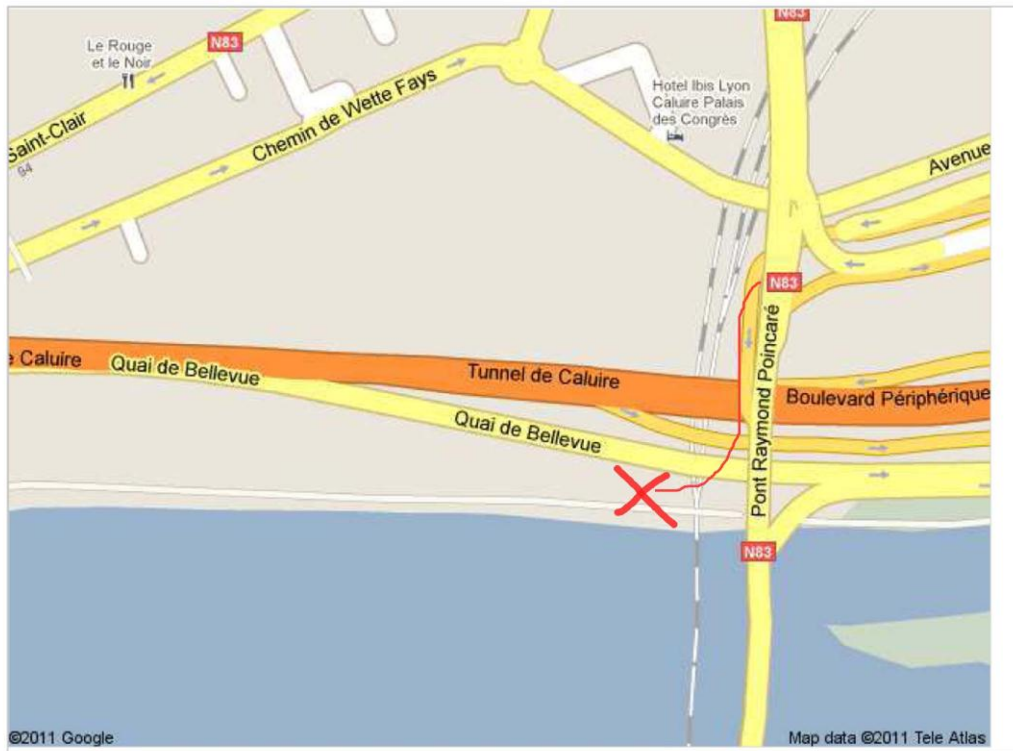 N83
Le Rouge
et le Noir
N83
Saint-Clair
94
Chemin de Wette Fays
Hotel Ibis Lyon
Caluire Palais
des Congrès
Avenue
N83
e Caluire
Quai de Bellevue
Tunnel de Caluire
Boulevard Périphérique
Pont Raymond Poincaré
Quai de Bellevue
N83
©2011 Google
Map data ©2011 Tele Atlas